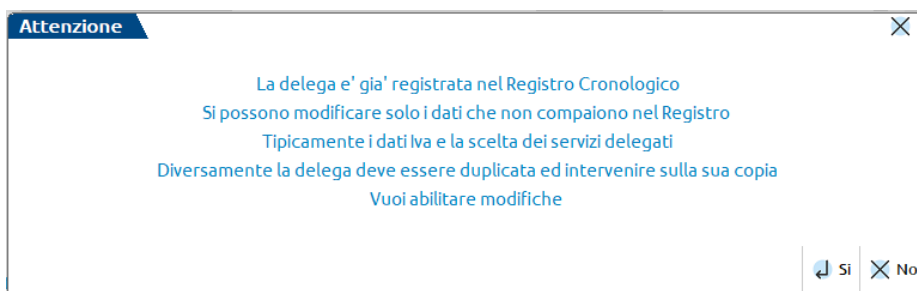 Attenzione
La delega e' gia' registrata nel Registro Cronologico
Si possono modificare solo i dati che non compaiono nel Registro
Tipicamente i dati Iva e la scelta dei servizi delegati
Diversamente la delega deve essere duplicata ed intervenire sulla sua copia
Vuoi abilitare modifiche
Si No